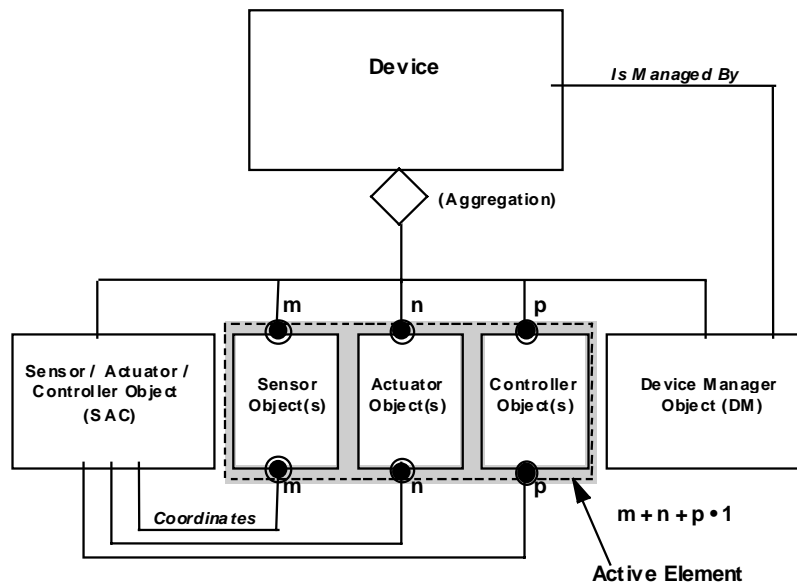 Device
Is Managed By
(Aggregation)
m
n
p
Sensor / Actuator /
Controller Object
(SAC)
Sensor
Object(s)
Actuator
Object(s)
Controller
Object(s)
Device Manager
Object (DM)
m
n
p
Coordinates
m + n + p • 1
Active Element